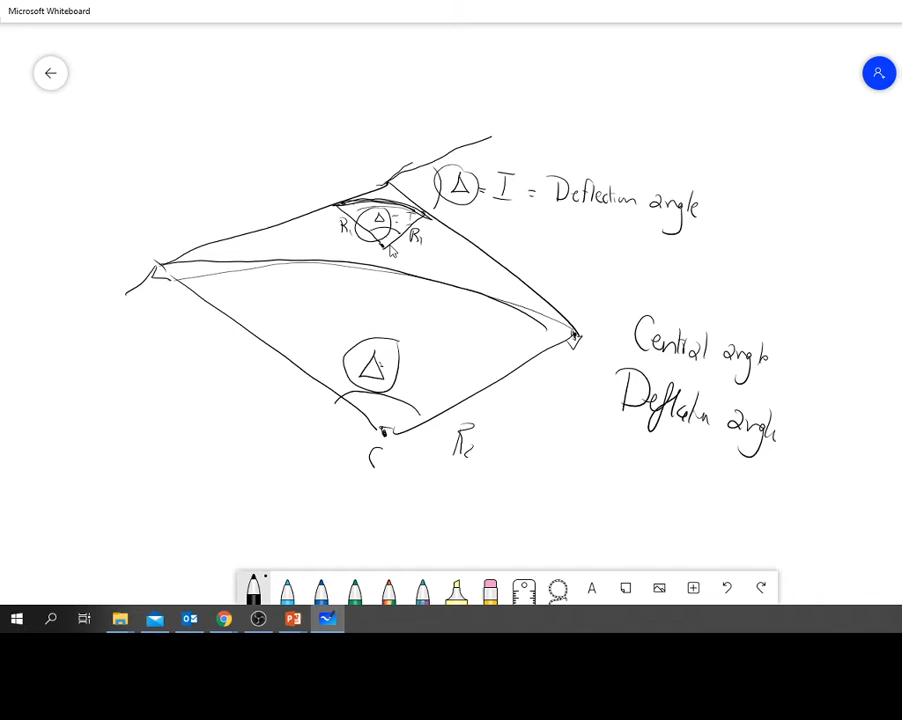 Microsoft Whiteboard
Δ = I = Deflection angle
Δ =
R₁
R₁
Central angle
Deflection angle
Δ
R₂
C
A